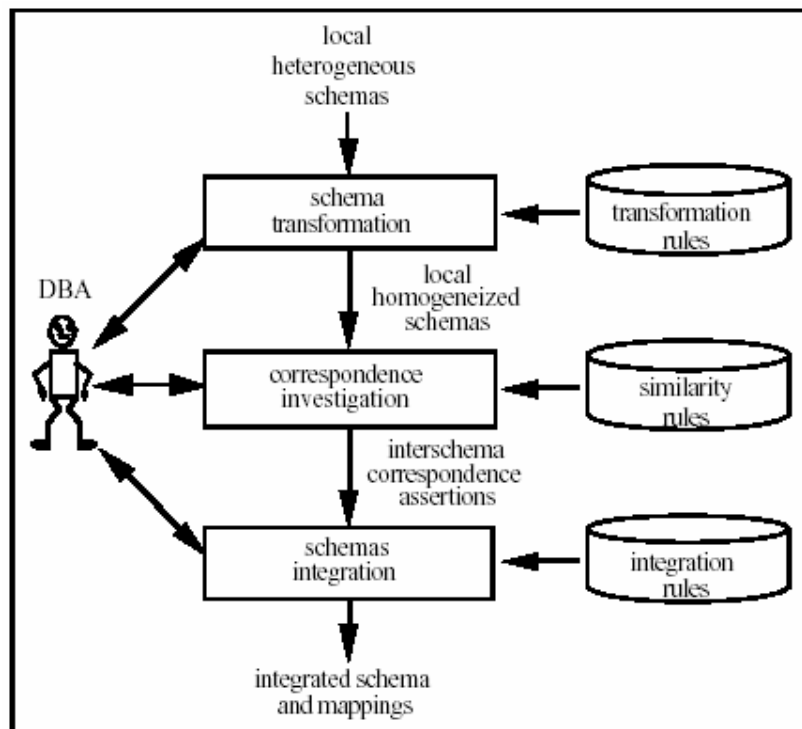 local
heterogeneous
schemas
schema
transformation
transformation
rules
DBA
local
homogeneized
schemas
correspondence
investigation
similarity
rules
interschema
correspondence
assertions
schemas
integration
integration
rules
integrated schema
and mappings